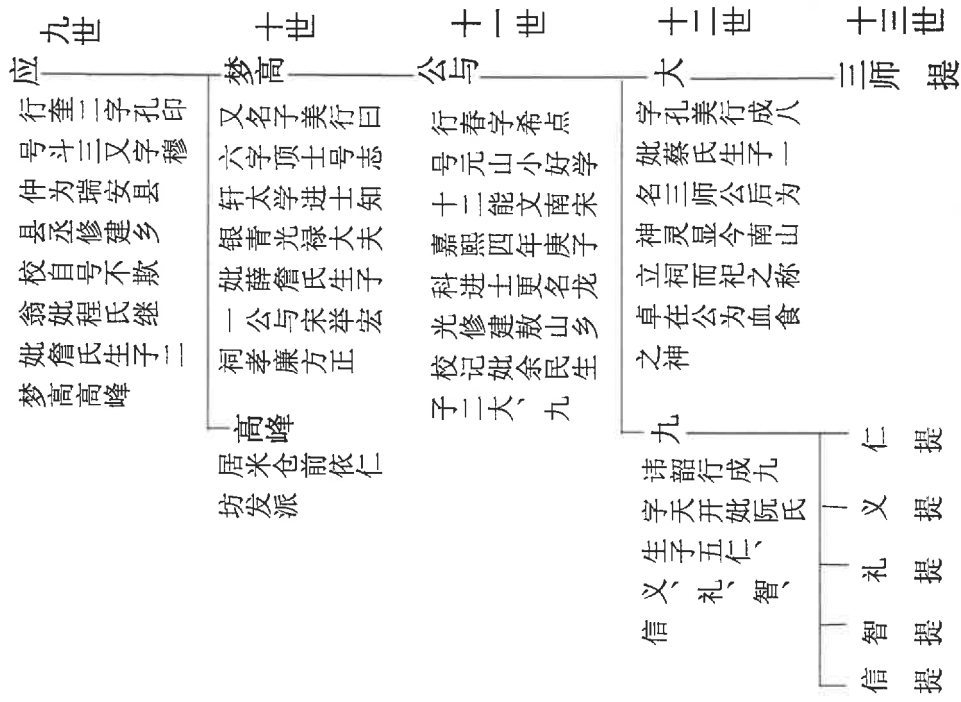 九世
十世
十一世
十二世
十三世
应
行奎二字孔印
号斗三又字穆
仲为瑞安县
县丞修建乡
校自号不欺
翁妣程氏继
妣詹氏生子二
梦高高峰
梦高
又名子美行曰
六字顶士号志
轩太学进士知
银青光禄大夫
妣薛詹氏生子
一公与宋举宏
祠孝廉方正
高峰
居米仓前依仁
坊发派
公与
行春字希点
号元山小好学
十二能文南宋
嘉熙四年庚子
科进士更名龙
光修建敖山乡
校记妣余民生
子二大、九
大
字孔美行成八
妣蔡氏生子一
名三师公后为
神灵显今南山
立祠而祀之称
卓在公为血食
之神
九
讳韶行成九
字天开妣阮氏
生子五仁、
义、礼、智、
信
三师 提
仁 提
义 提
礼 提
智 提
信 提